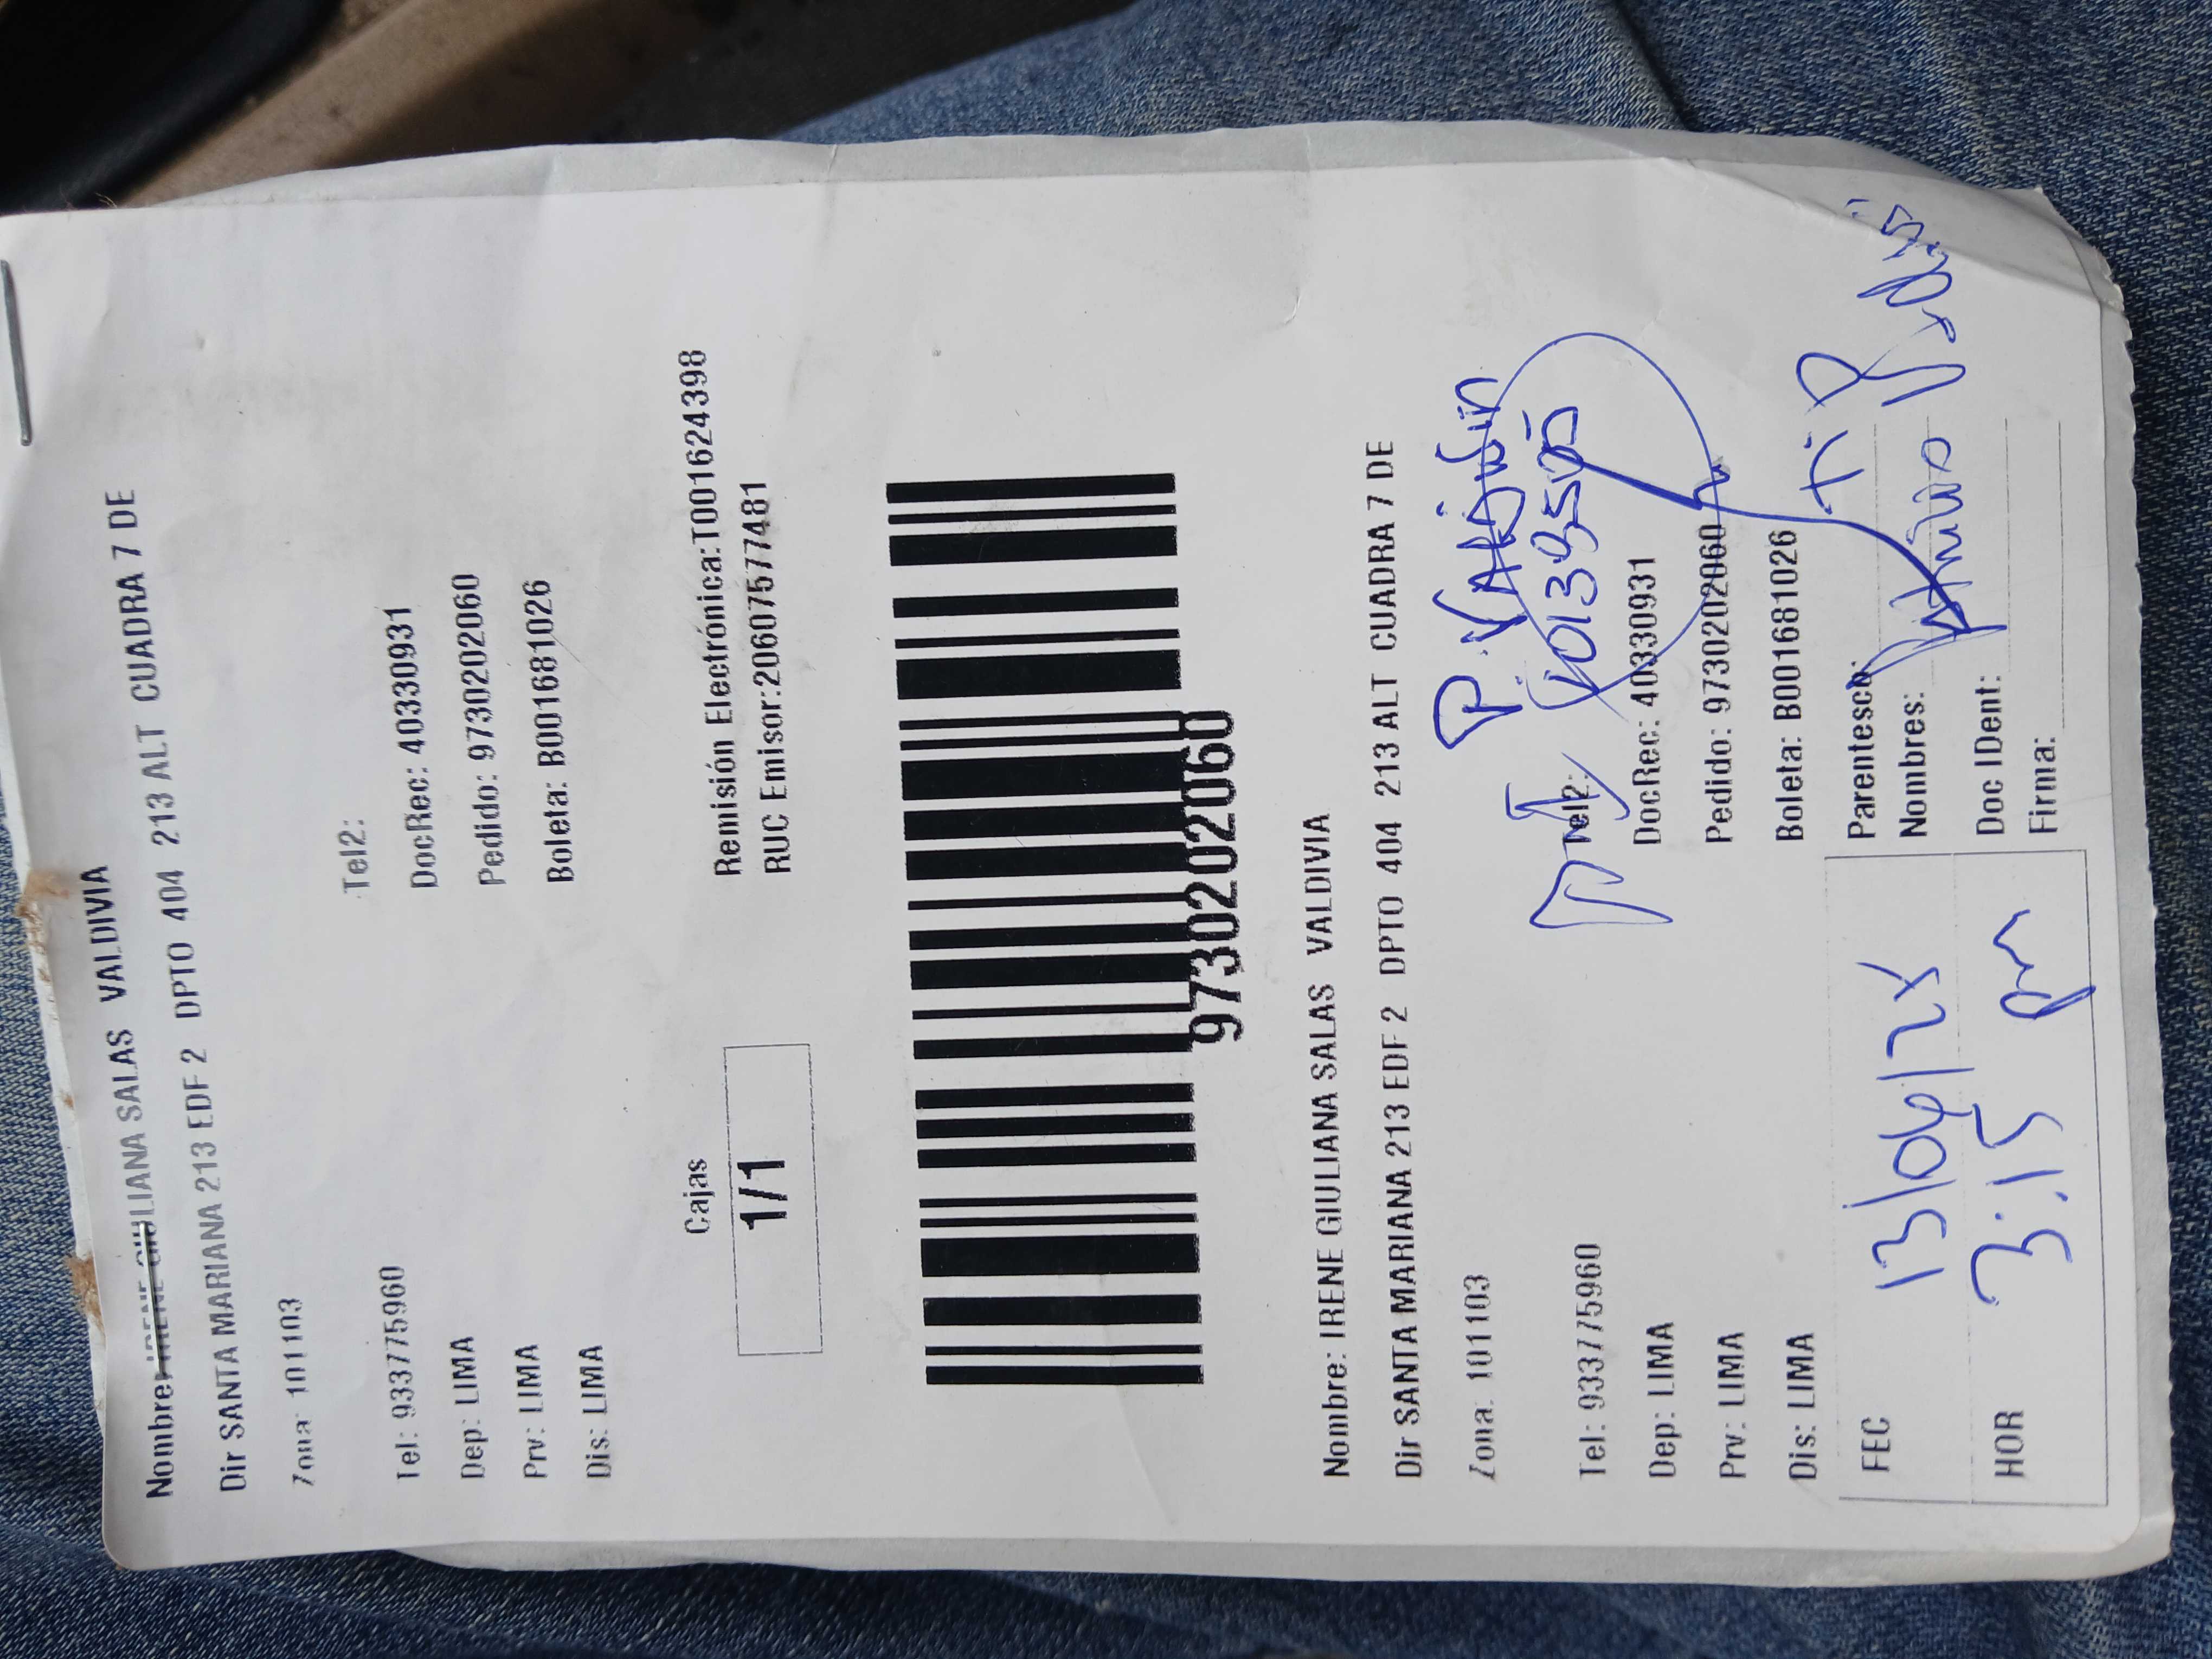 Nombre: IRENE GIULIANA SALAS VALDIVIA
Dir SANTA MARIANA 213 EDF 2 DPTO 404 213 ALT CUADRA 7 DE
Zona: 101103
Tel: 933775960 Tel2:
Dep: LIMA DocRec: 40330931
Prv: LIMA Pedido: 9730202060
Dis: LIMA Boleta: B001681026
Cajas
1/1
Remisión Electrónica:T001624398
RUC Emisor:20607577481
9730202060
Nombre: IRENE GIULIANA SALAS VALDIVIA
Dir SANTA MARIANA 213 EDF 2 DPTO 404 213 ALT CUADRA 7 DE
Zona: 101103
P.
Tel: 933775960 Tel2:
Dep: LIMA DocRec: 40330931
Prv: LIMA Pedido: 9730202060
Dis: LIMA Boleta: B001681026
FEC 13/04/25 Parentesco:
Nombres:
HOR 3:15 pm Doc IDent:
Firma: